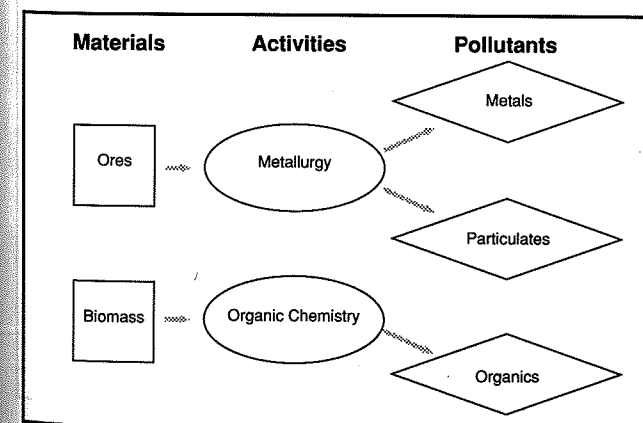 Materials Activities Pollutants
Metals
Ores Metallurgy
Particulates
Biomass Organic Chemistry
Organics